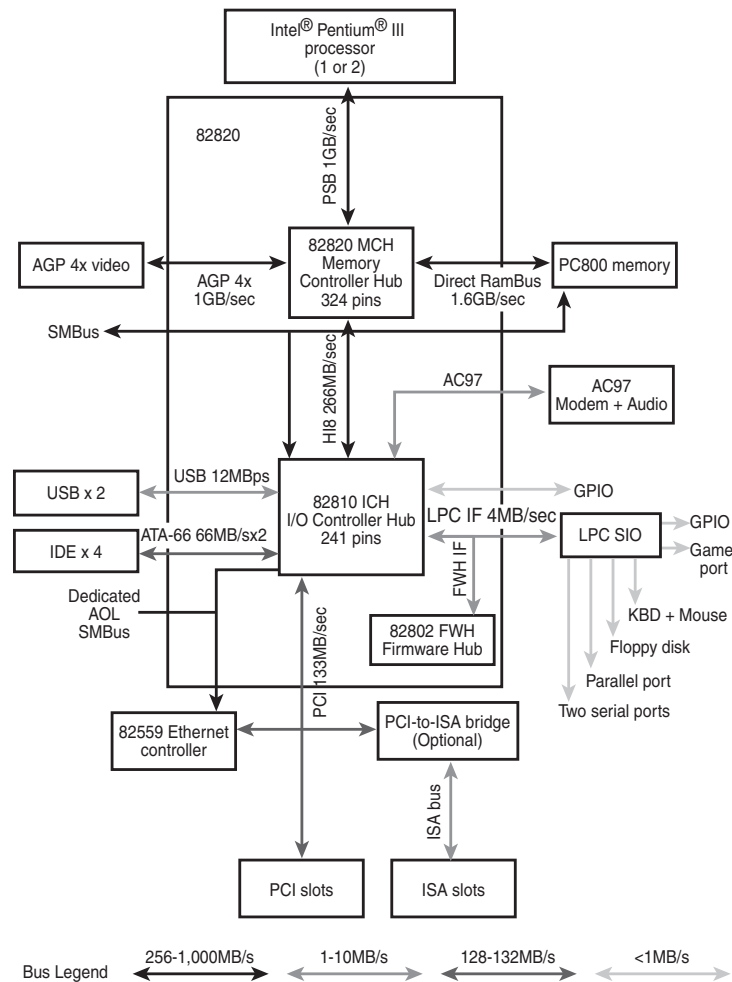 Intel® Pentium® III
processor
(1 or 2)
82820
PSB 1GB/sec
AGP 4x video
AGP 4x
1GB/sec
82820 MCH
Memory
Controller Hub
324 pins
Direct RamBus
1.6GB/sec
PC800 memory
SMBus
HI8 266MB/sec
AC97
AC97
Modem + Audio
USB x 2
USB 12MBps
82810 ICH
I/O Controller Hub
241 pins
GPIO
LPC IF 4MB/sec
LPC SIO
GPIO
Game
port
IDE x 4
ATA-66 66MB/sx2
FWH IF
KBD + Mouse
Floppy disk
Parallel port
Two serial ports
Dedicated
AOL
SMBus
82802 FWH
Firmware Hub
PCI 133MB/sec
82559 Ethernet
controller
PCI-to-ISA bridge
(Optional)
ISA bus
PCI slots
ISA slots
Bus Legend
256-1,000MB/s
1-10MB/s
128-132MB/s
<1MB/s